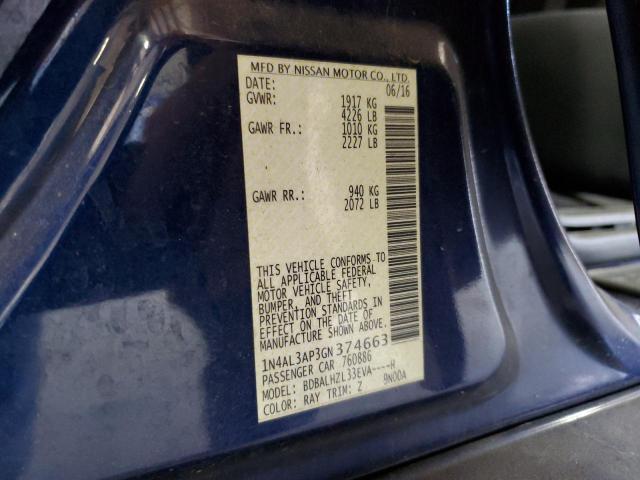 MFD BY NISSAN MOTOR CO., LTD.
DATE: 06/16
GVWR: 1917 KG
4226 LB
GAWR FR.: 1010 KG
2227 LB
GAWR RR.: 940 KG
2072 LB
THIS VEHICLE CONFORMS TO
ALL APPLICABLE FEDERAL
MOTOR VEHICLE SAFETY,
BUMPER, AND THEFT
PREVENTION STANDARDS IN
EFFECT ON THE DATE OF
MANUFACTURE SHOWN ABOVE.
1N4AL3AP3GN374663
PASSENGER CAR 760886
MODEL: BDBALHZL33EVA----H
COLOR: RAY TRIM: Z 9N00A